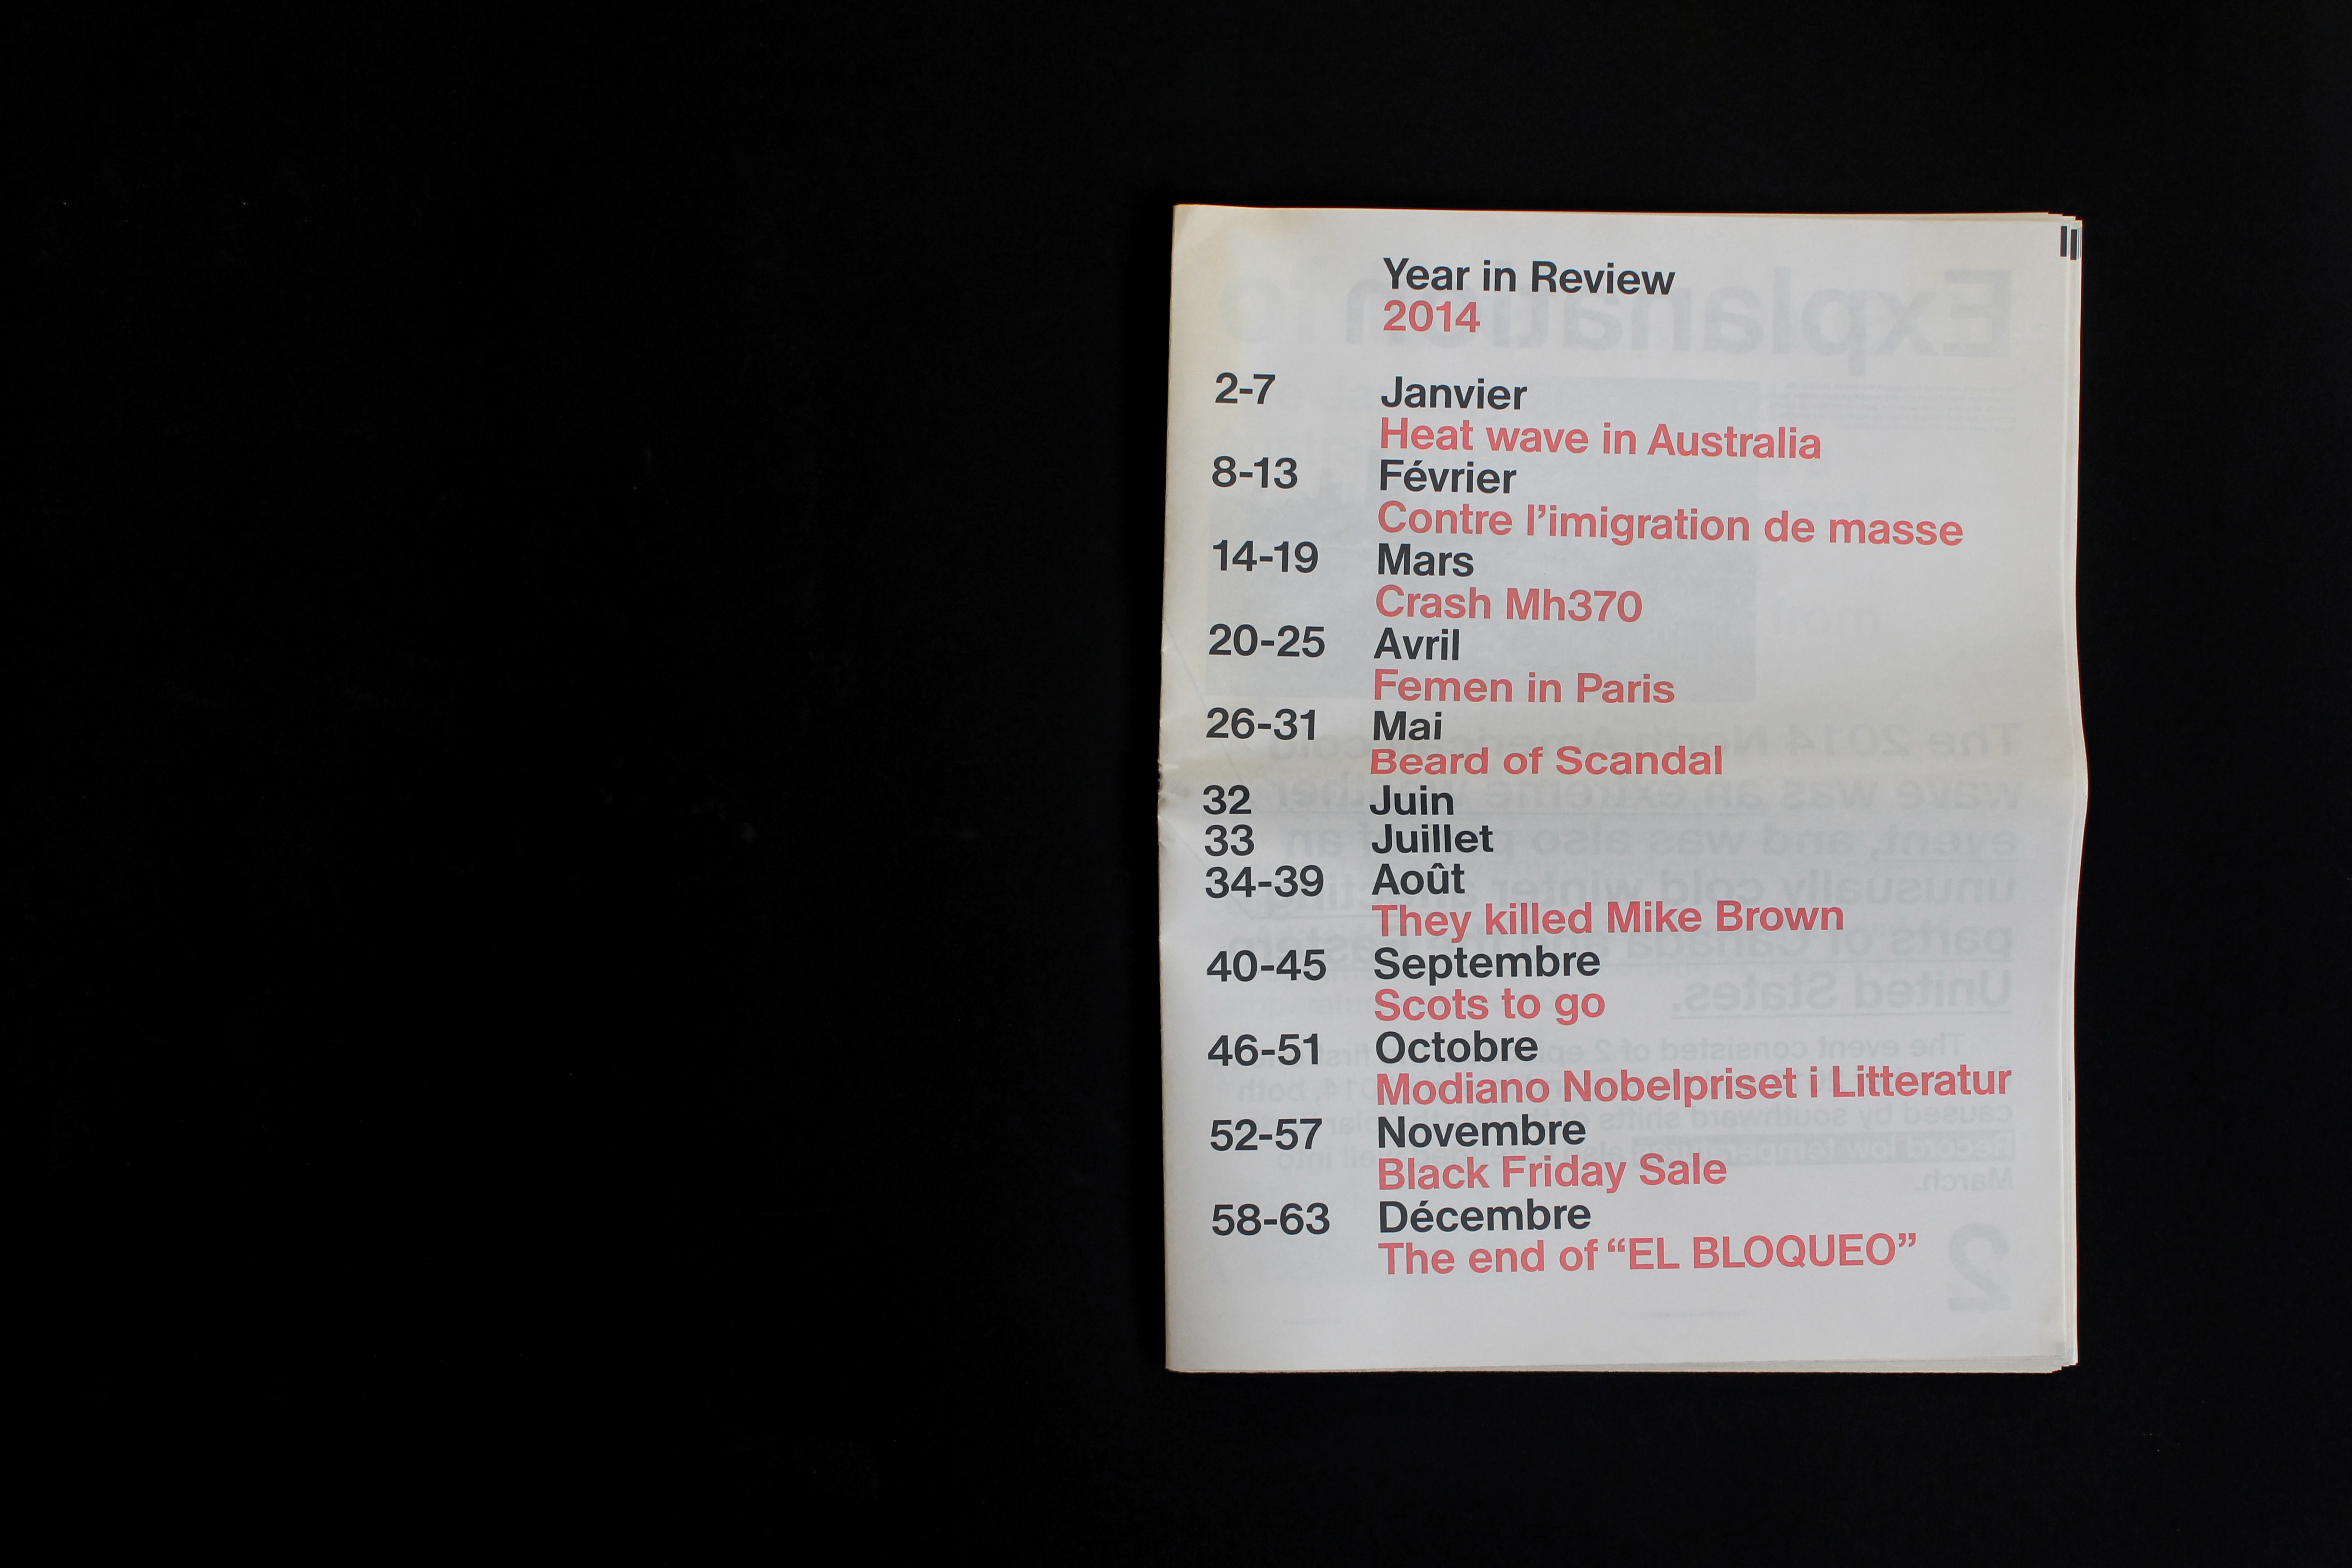 Year in Review
2014
2-7 Janvier
Heat wave in Australia
8-13 Février
Contre l’imigration de masse
14-19 Mars
Crash Mh370
20-25 Avril
Femen in Paris
26-31 Mai
Beard of Scandal
32 Juin
33 Juillet
34-39 Août
They killed Mike Brown
40-45 Septembre
Scots to go
46-51 Octobre
Modiano Nobelpriset i Litteratur
52-57 Novembre
Black Friday Sale
58-63 Décembre
The end of “EL BLOQUEO”